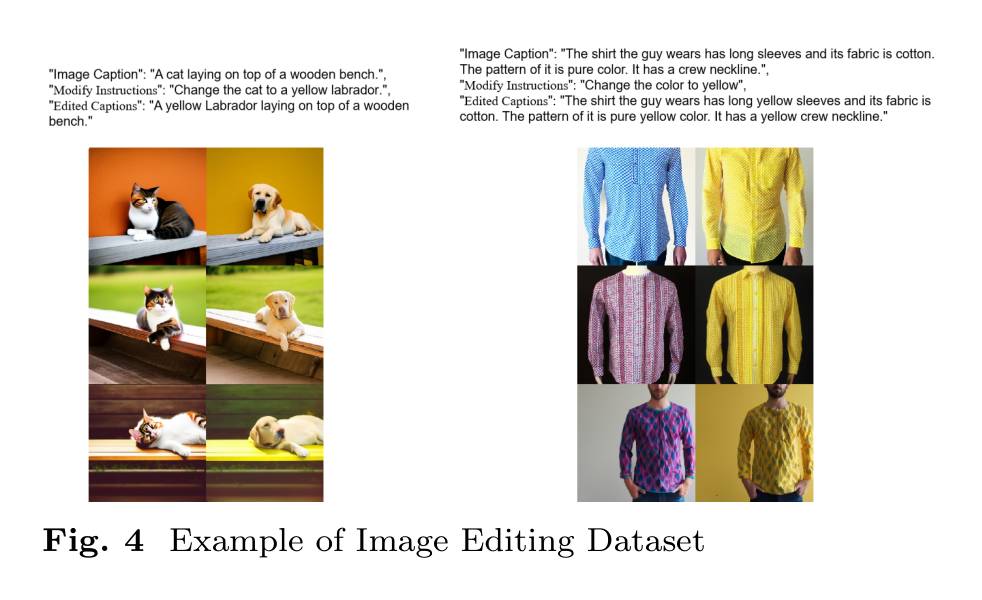 "Image Caption": "A cat laying on top of a wooden bench.",
"Modify Instructions": "Change the cat to a yellow labrador.",
"Edited Captions": "A yellow Labrador laying on top of a wooden
bench."
"Image Caption": "The shirt the guy wears has long sleeves and its fabric is cotton.
The pattern of it is pure color. It has a crew neckline.",
"Modify Instructions": "Change the color to yellow",
"Edited Captions": "The shirt the guy wears has long yellow sleeves and its fabric is
cotton. The pattern of it is pure yellow color. It has a yellow crew neckline."
Fig. 4 Example of Image Editing Dataset